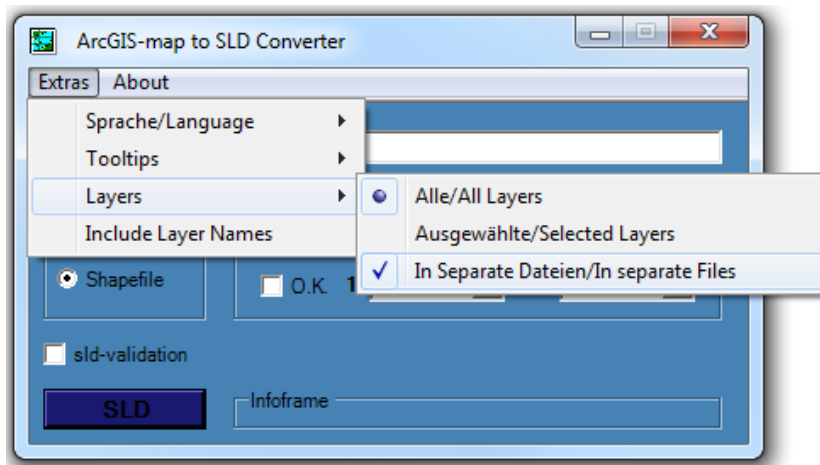 ArcGIS-map to SLD Converter
Extras About
Sprache/Language
Tooltips
Layers
Include Layer Names
Alle/All Layers
Ausgewählte/Selected Layers
In Separate Dateien/In separate Files
Shapefile
O.K. 1
sld-validation
SLD
Infoframe